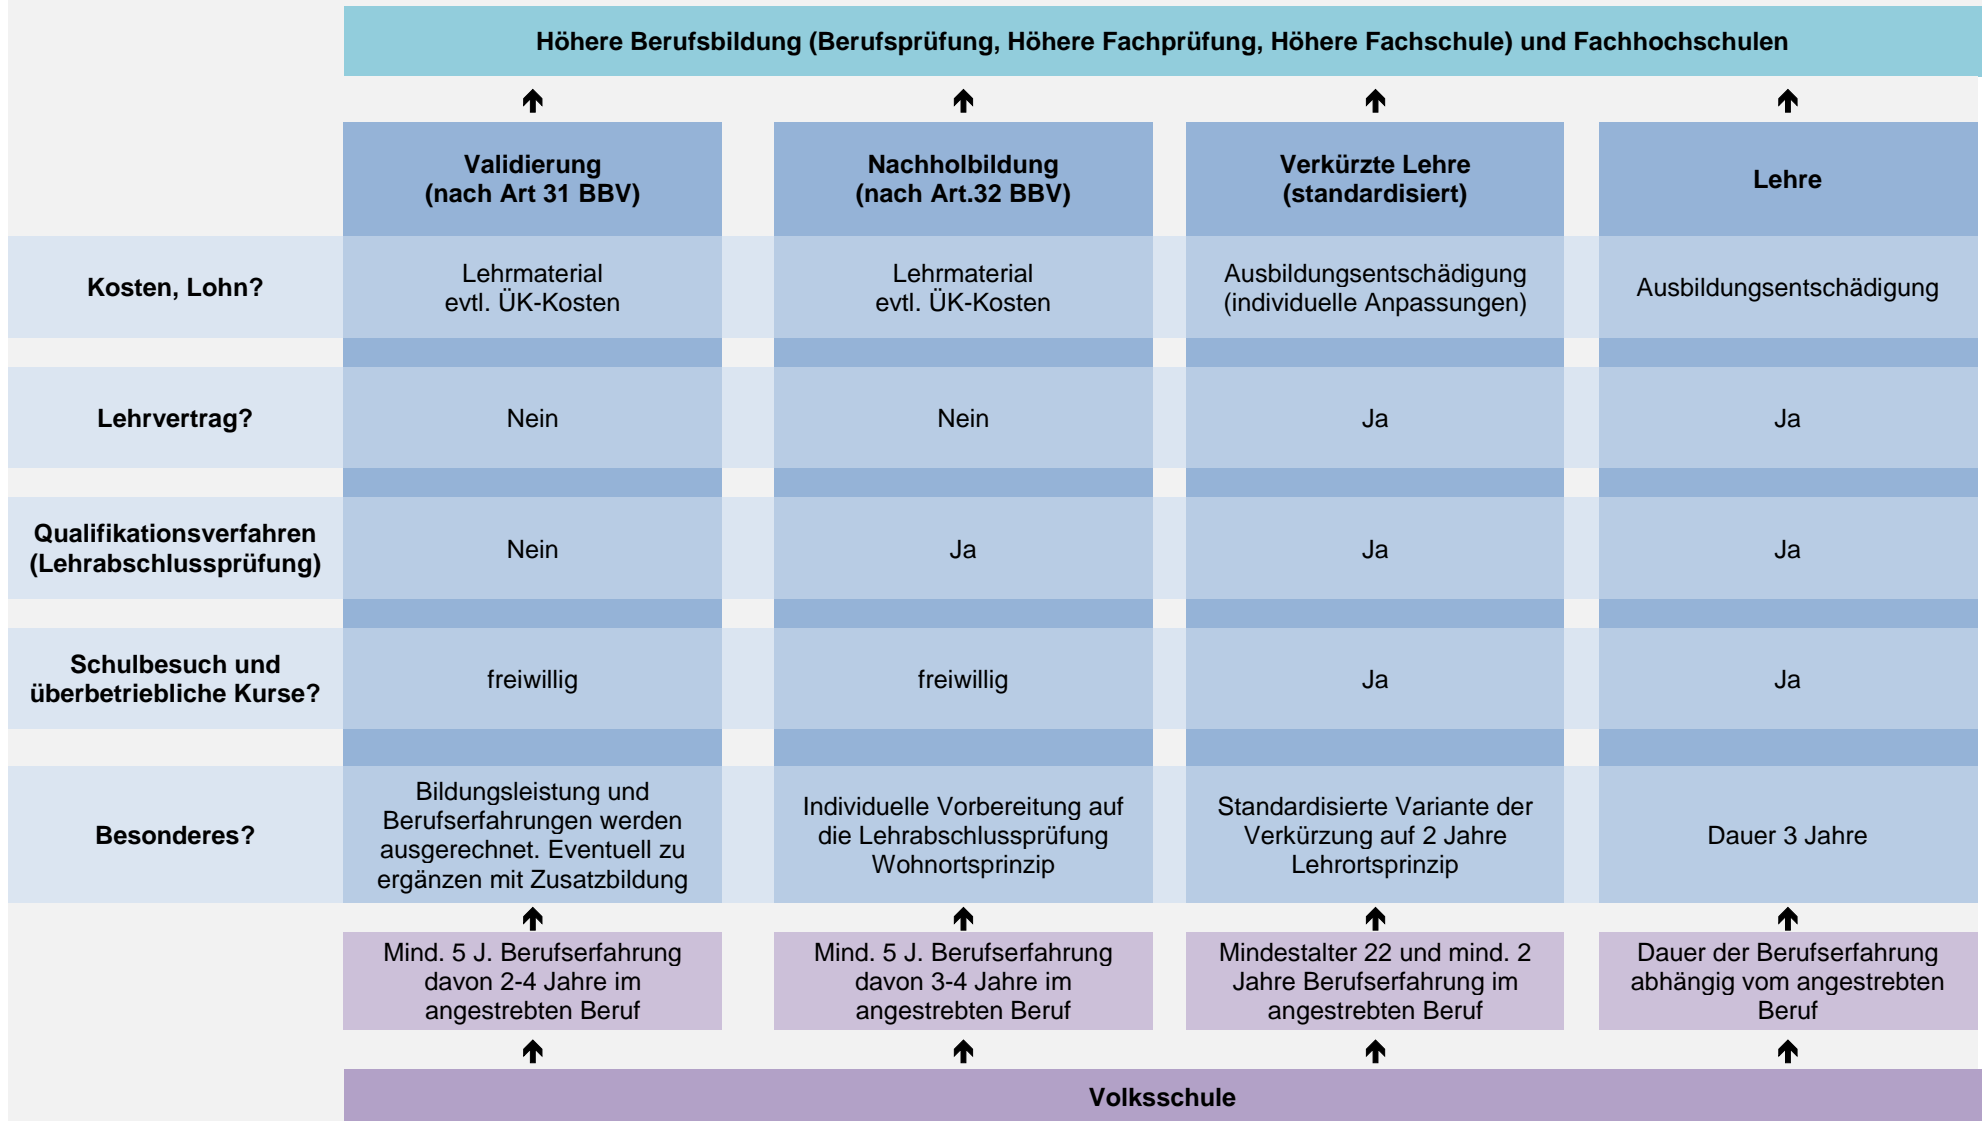 Höhere Berufsbildung (Berufsprüfung, Höhere Fachprüfung, Höhere Fachschule) und Fachhochschulen
Validierung
(nach Art 31 BBV)
Nachholbildung
(nach Art.32 BBV)
Verkürzte Lehre
(standardisiert)
Lehre
Kosten, Lohn?
Lehrmaterial
evtl. ÜK-Kosten
Lehrmaterial
evtl. ÜK-Kosten
Ausbildungsentschädigung
(individuelle Anpassungen)
Ausbildungsentschädigung
Lehrvertrag?
Nein
Nein
Ja
Ja
Qualifikationsverfahren
(Lehrabschlussprüfung)
Nein
Ja
Ja
Ja
Schulbesuch und
überbetriebliche Kurse?
freiwillig
freiwillig
Ja
Ja
Besonderes?
Bildungsleistung und
Berufserfahrungen werden
ausgerechnet. Eventuell zu
ergänzen mit Zusatzbildung
Individuelle Vorbereitung auf
die Lehrabschlussprüfung
Wohnortsprinzip
Standardisierte Variante der
Verkürzung auf 2 Jahre
Lehrortsprinzip
Dauer 3 Jahre
Mind. 5 J. Berufserfahrung
davon 2-4 Jahre im
angestrebten Beruf
Mind. 5 J. Berufserfahrung
davon 3-4 Jahre im
angestrebten Beruf
Mindestalter 22 und mind. 2
Jahre Berufserfahrung im
angestrebten Beruf
Dauer der Berufserfahrung
abhängig vom angestrebten
Beruf
Volksschule